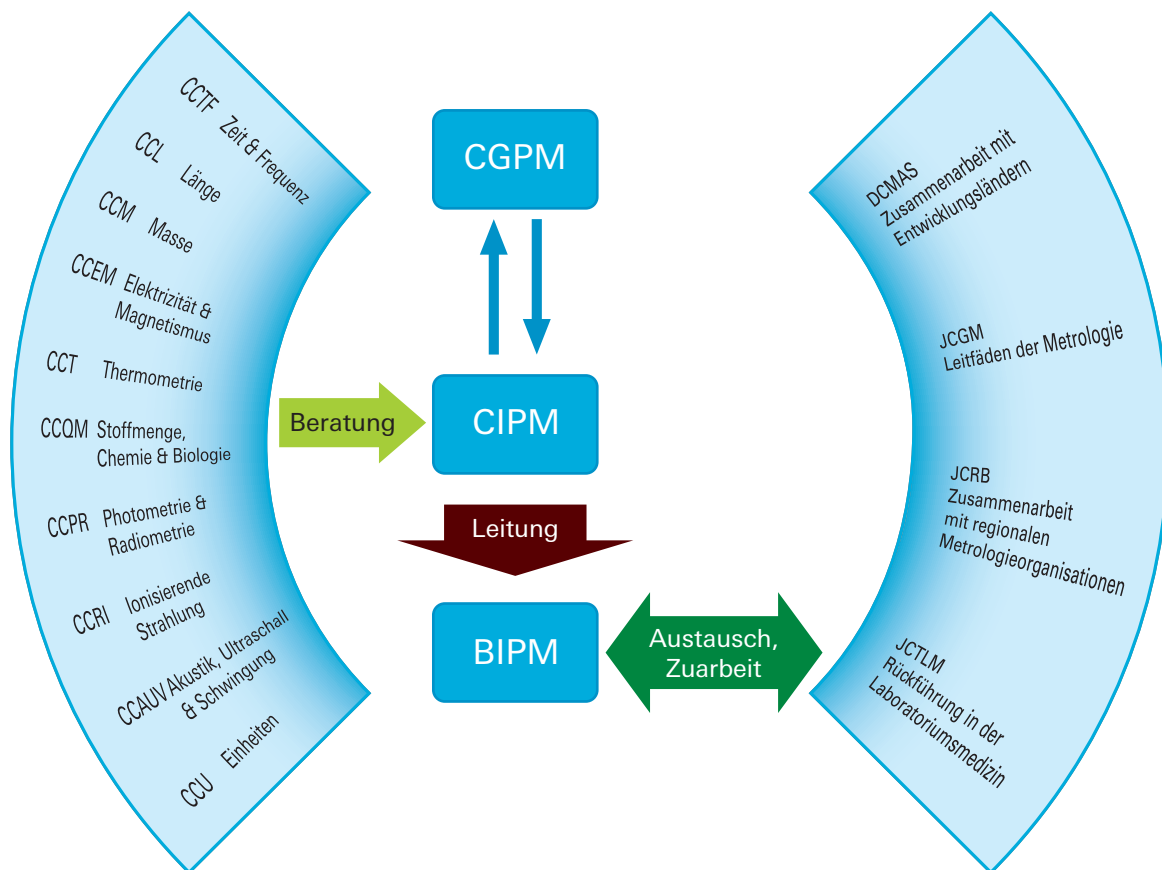 CCTF Zeit & Frequenz
CCL Länge
CCM Masse
CCEM Elektrizität &
Magnetismus
CCT Thermometrie
CCQM Stoffmenge,
Chemie & Biologie
CCPR Photometrie &
Radiometrie
CCRI Ionisierende
Strahlung
CCAUV Akustik, Ultraschall
& Schwingung
CCU Einheiten
Beratung
CGPM
CIPM
Leitung
BIPM
Austausch,
Zuarbeit
DCMAS
Zusammenarbeit mit
Entwicklungsländern
JCGM
Leitfäden der Metrologie
JCRB
Zusammenarbeit
mit regionalen
Metrologieorganisationen
JCTLM
Rückführung in der
Laboratoriumsmedizin